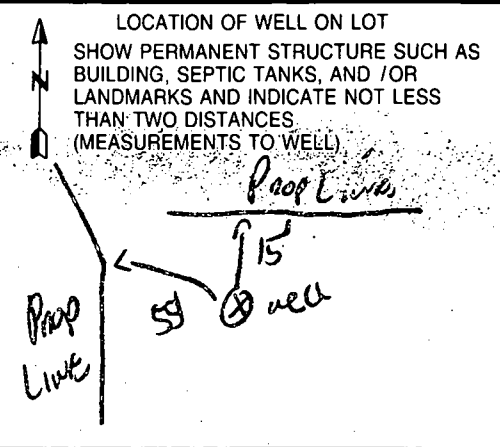 LOCATION OF WELL ON LOT
N
SHOW PERMANENT STRUCTURE SUCH AS
BUILDING, SEPTIC TANKS, AND /OR
LANDMARKS AND INDICATE NOT LESS
THAN TWO DISTANCES
(MEASUREMENTS TO WELL)
Prop Line
15'
well
Prop
Line